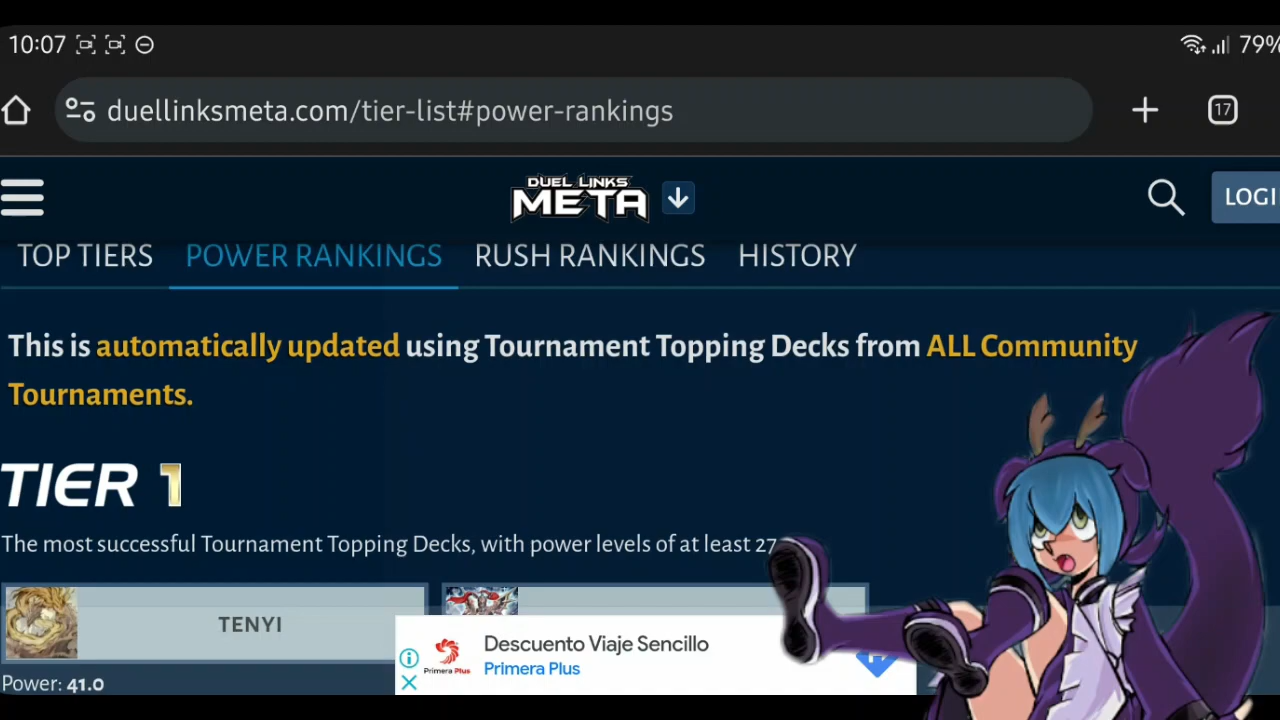 10:07 79%
duellinksmeta.com/tier-list#power-rankings 17
DUEL LINKS
META LOGI
TOP TIERS POWER RANKINGS RUSH RANKINGS HISTORY
This is automatically updated using Tournament Topping Decks from ALL Community
Tournaments.
TIER 1
The most successful Tournament Topping Decks, with power levels of at least 27
TENYI
Descuento Viaje Sencillo
Primera Plus Primera Plus
Power: 41.0